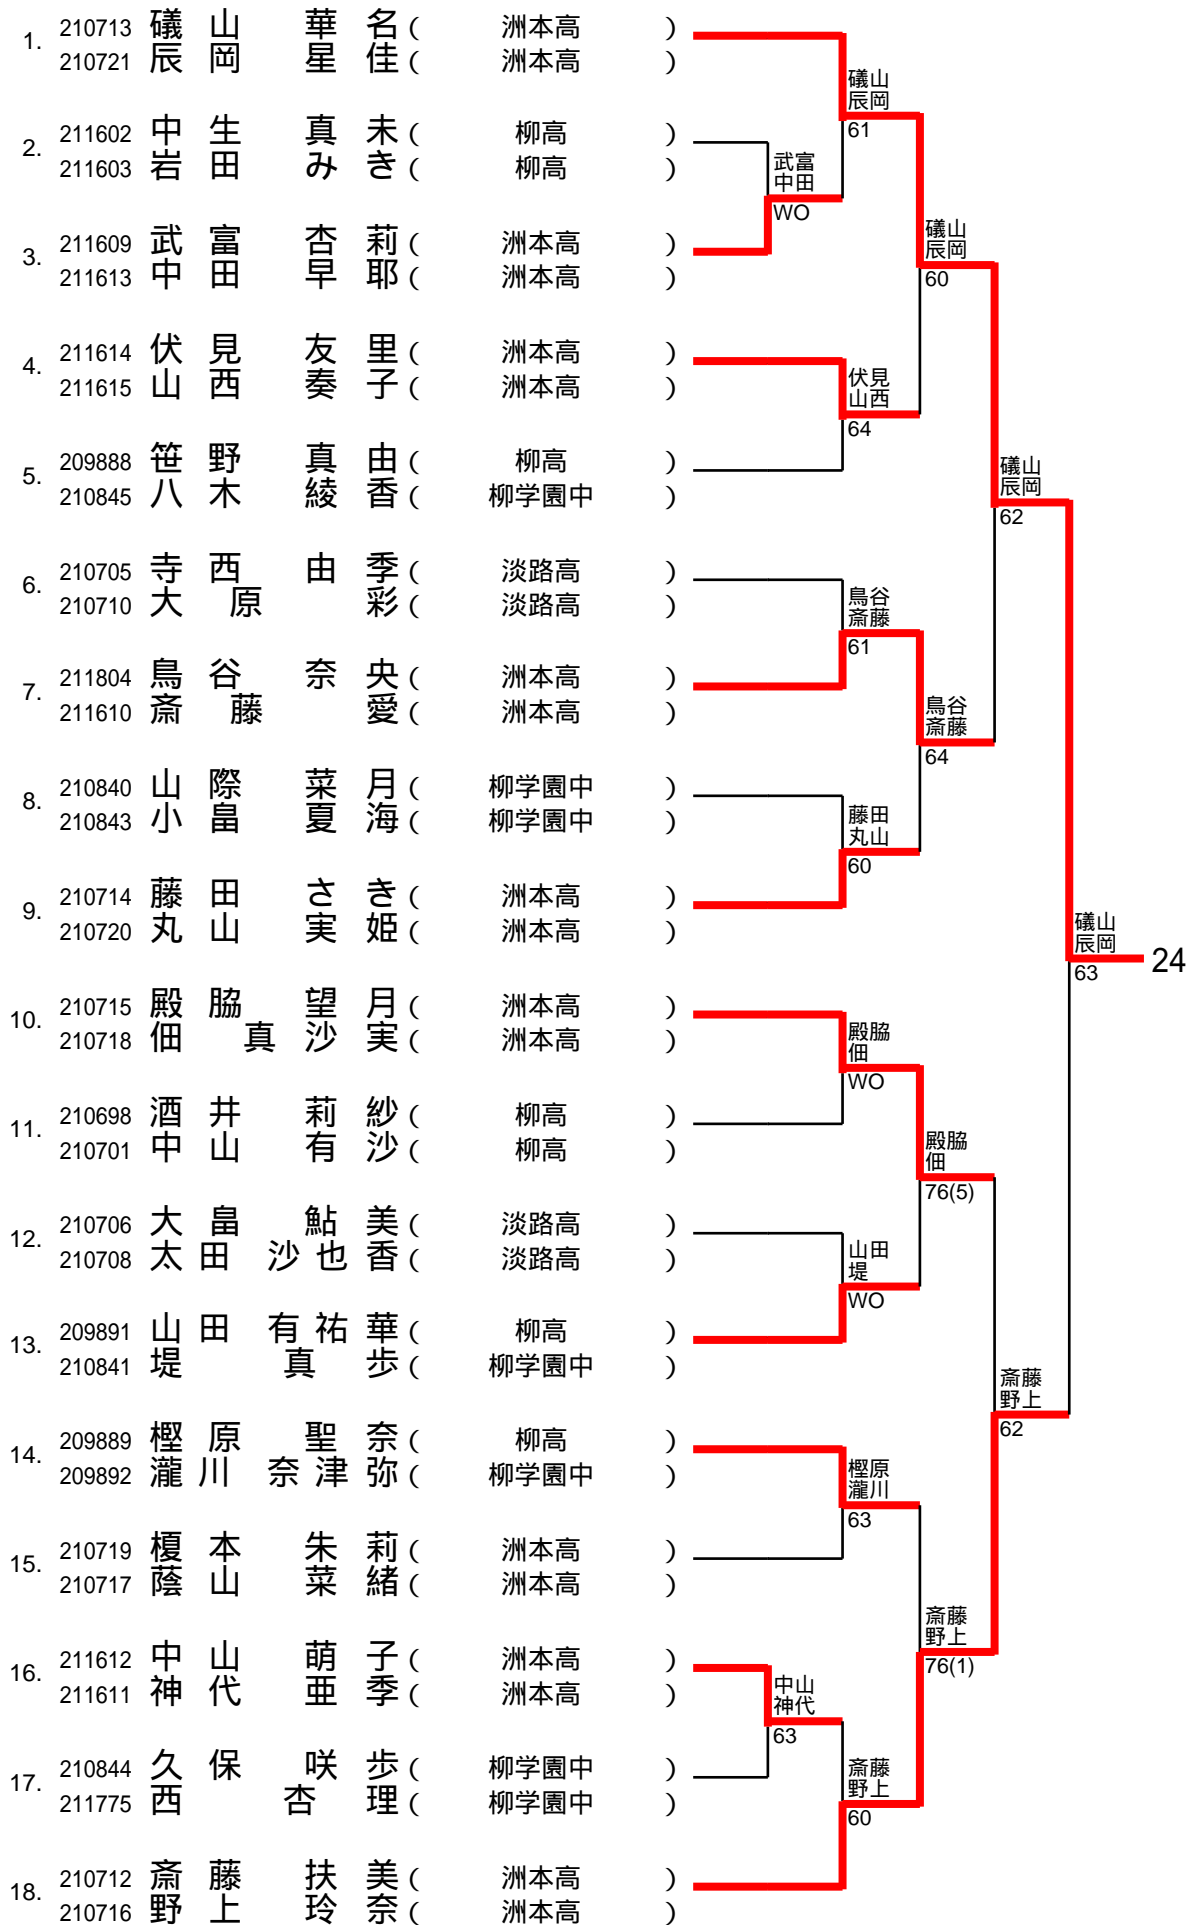 1. 210713 礒山 華名 ( 洲本高 )
210721 辰岡 星佳 ( 洲本高 )
2. 211602 中生 真未 ( 柳高 )
211603 岩田 みき ( 柳高 )
3. 211609 武富 杏莉 ( 洲本高 )
211613 中田 早耶 ( 洲本高 )
4. 211614 伏見 友里 ( 洲本高 )
211615 山西 奏子 ( 洲本高 )
5. 209888 笹野 真由 ( 柳高 )
210845 八木 綾香 ( 柳学園中 )
6. 210705 寺西 由季 ( 淡路高 )
210710 大原 彩 ( 淡路高 )
7. 211804 鳥谷 奈央 ( 洲本高 )
211610 斎藤 愛 ( 洲本高 )
8. 210840 山際 菜月 ( 柳学園中 )
210843 小畠 夏海 ( 柳学園中 )
9. 210714 藤田 さき ( 洲本高 )
210720 丸山 実姫 ( 洲本高 )
10. 210715 殿脇 望月 ( 洲本高 )
210718 佃 真沙実 ( 洲本高 )
11. 210698 酒井 莉紗 ( 柳高 )
210701 中山 有沙 ( 柳高 )
12. 210706 大畠 鮎美 ( 淡路高 )
210708 太田 沙也香 ( 淡路高 )
13. 209891 山田 有祐華 ( 柳高 )
210841 堤 真歩 ( 柳学園中 )
14. 209889 樫原 聖奈 ( 柳高 )
209892 瀧川 奈津弥 ( 柳学園中 )
15. 210719 榎本 朱莉 ( 洲本高 )
210717 蔭山 菜緒 ( 洲本高 )
16. 211612 中山 萌子 ( 洲本高 )
211611 神代 亜季 ( 洲本高 )
17. 210844 久保 咲歩 ( 柳学園中 )
211775 西 杏理 ( 柳学園中 )
18. 210712 斎藤 扶美 ( 洲本高 )
210716 野上 玲奈 ( 洲本高 )
武富
中田
WO
中山
神代
63
礒山
辰岡
61
伏見
山西
64
鳥谷
斎藤
61
藤田
丸山
60
殿脇
佃
WO
山田
堤
WO
樫原
瀧川
63
斎藤
野上
60
礒山
辰岡
60
鳥谷
斎藤
64
殿脇
佃
76(5)
斎藤
野上
76(1)
礒山
辰岡
62
斎藤
野上
62
礒山
辰岡
63
24